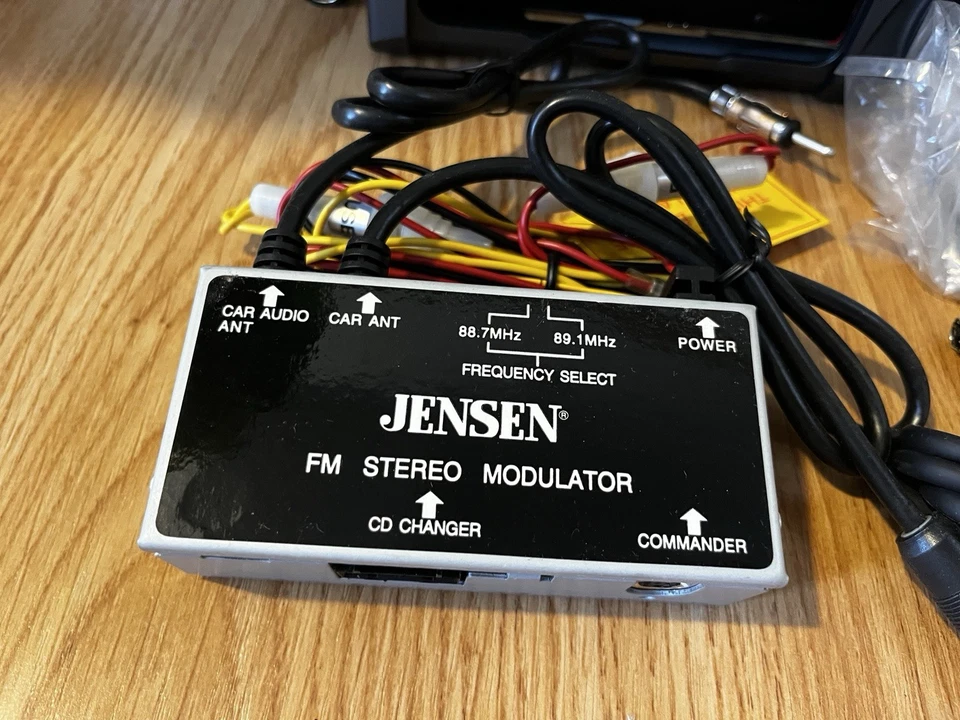 CAR AUDIO
ANT
CAR ANT
88.7MHz
89.1MHz
FREQUENCY SELECT
POWER
JENSEN®
FM STEREO MODULATOR
CD CHANGER
COMMANDER